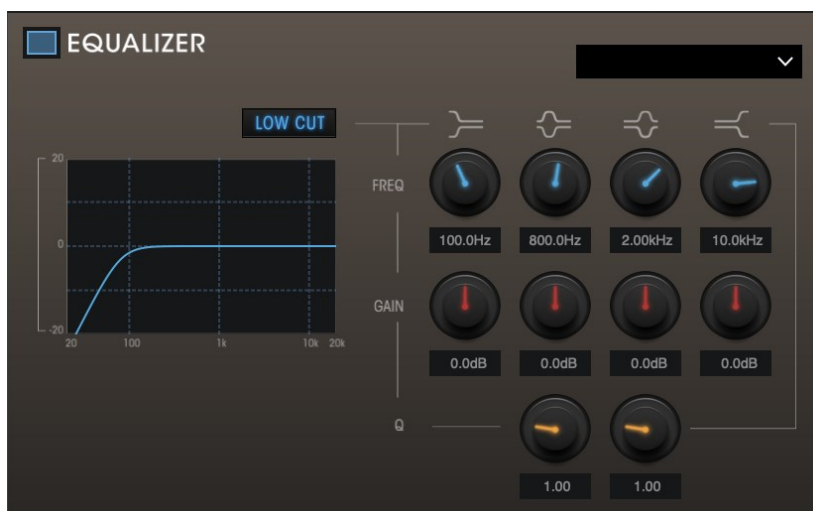 EQUALIZER
LOW CUT
20
0
-20
20 100 1k 10k 20k
FREQ
100.0Hz 800.0Hz 2.00kHz 10.0kHz
GAIN
0.0dB 0.0dB 0.0dB 0.0dB
Q
1.00 1.00